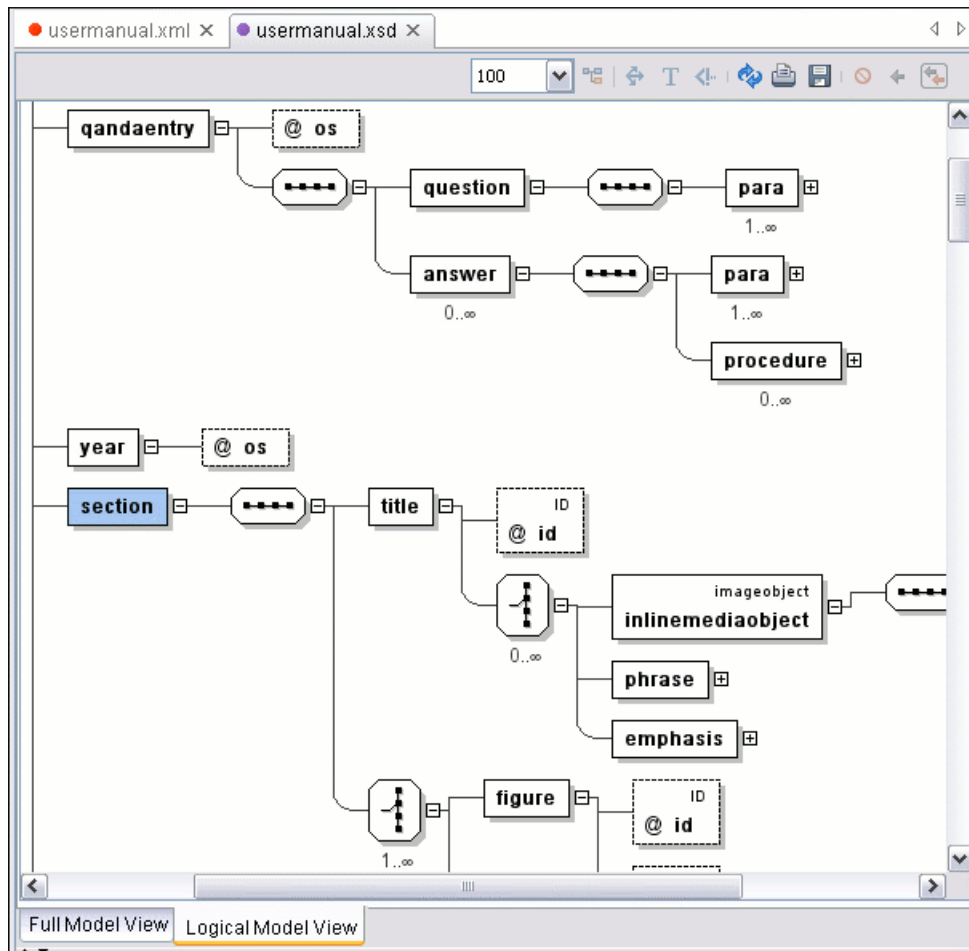 usermanual.xml
usermanual.xsd
100
T
qandaentry
@ os
question
para
1..∞
answer
para
0..∞
1..∞
procedure
0..∞
year
@ os
section
title
ID
@ id
imageobject
inlinemediaobject
0..∞
phrase
emphasis
figure
ID
@ id
1..∞
Full Model View
Logical Model View